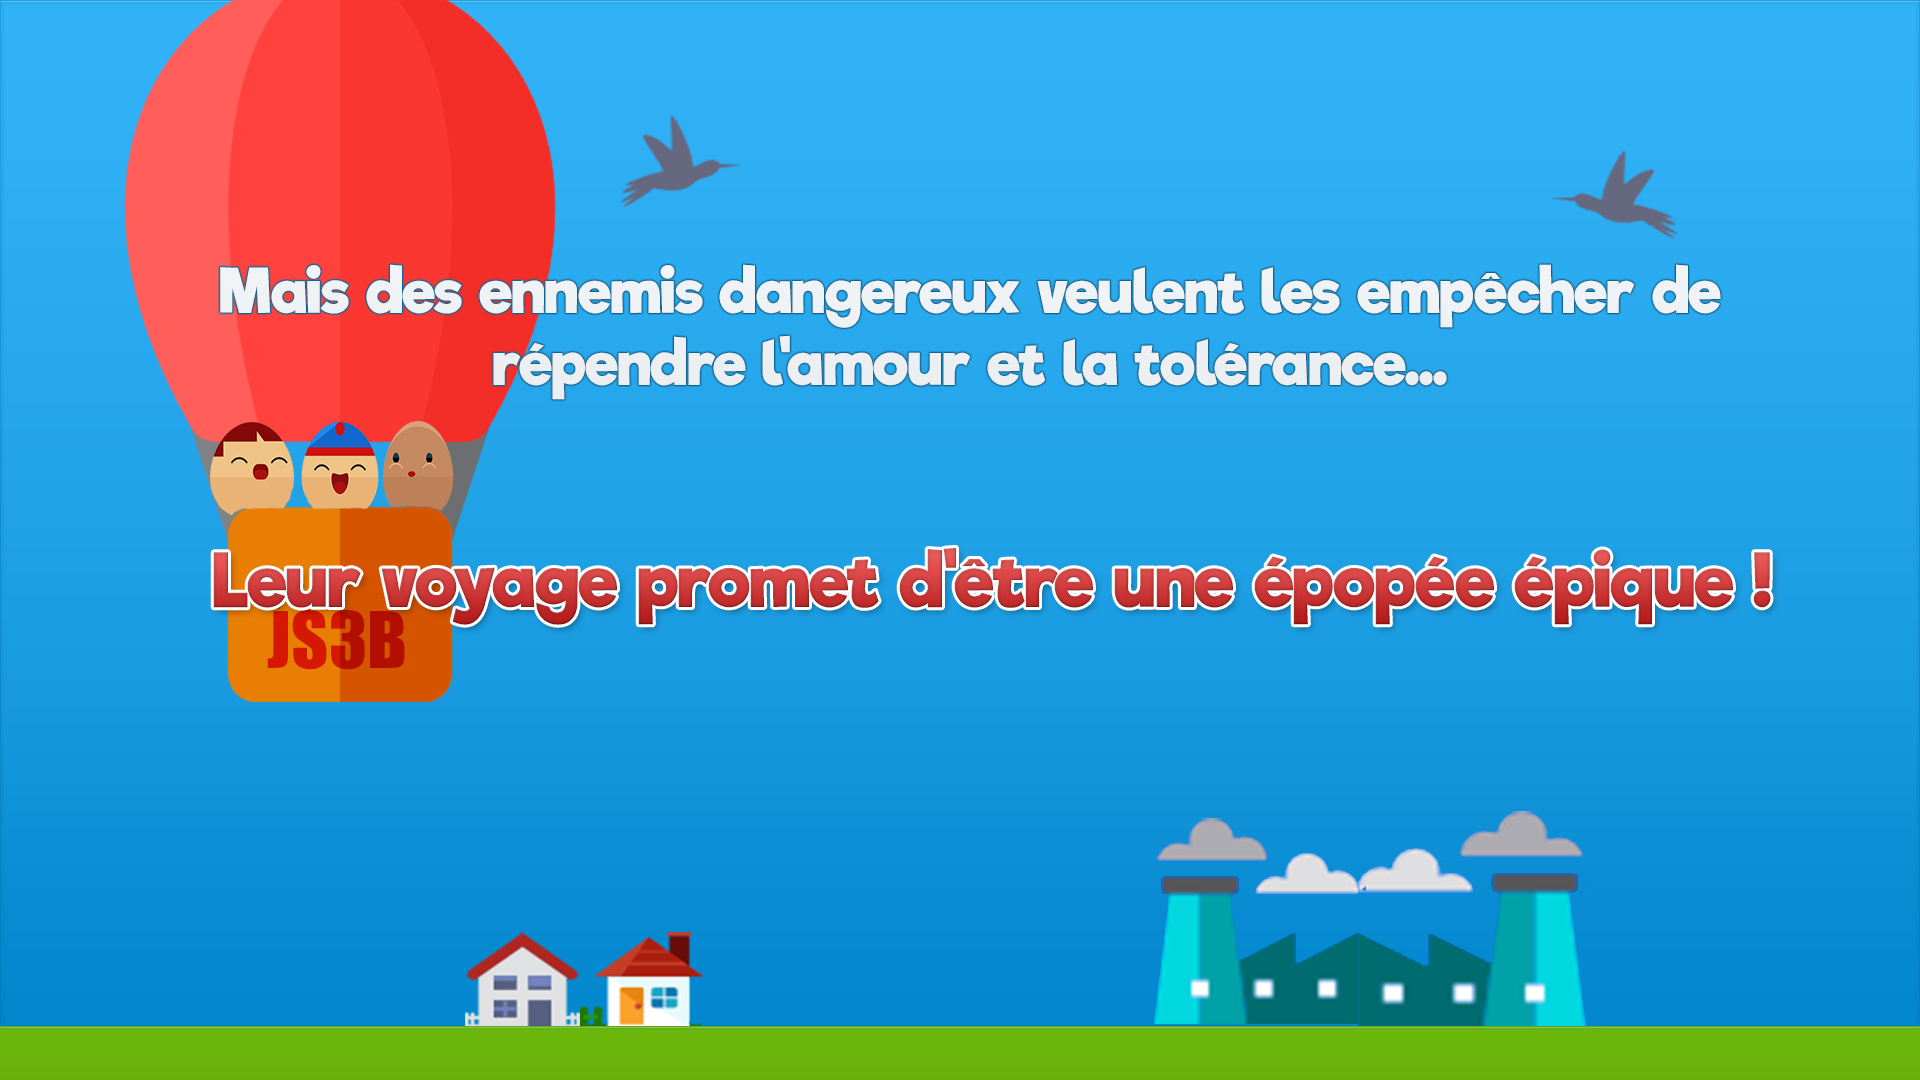 Mais des ennemis dangereux veulent les empêcher de
répendre l'amour et la tolérance...
Leur voyage promet d'être une épopée épique !
JS3B